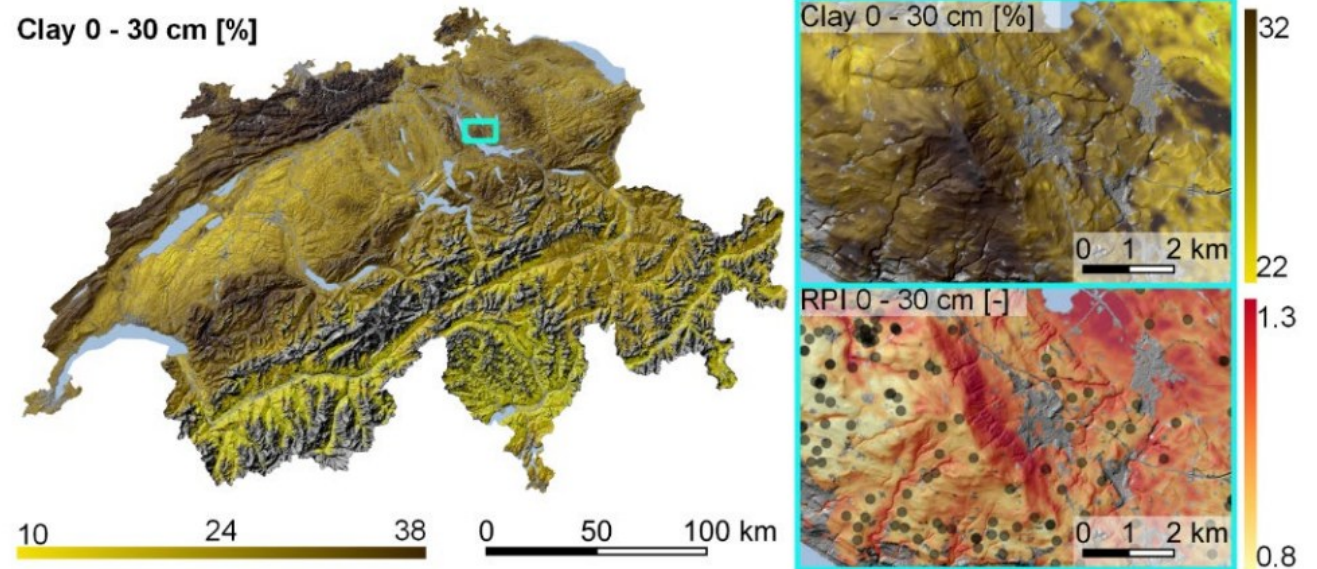 Clay 0 - 30 cm [%]
10 24 38
0 50 100 km
Clay 0 - 30 cm [%]
0 1 2 km
32
22
RPI 0 - 30 cm [-]
0 1 2 km
1.3
0.8